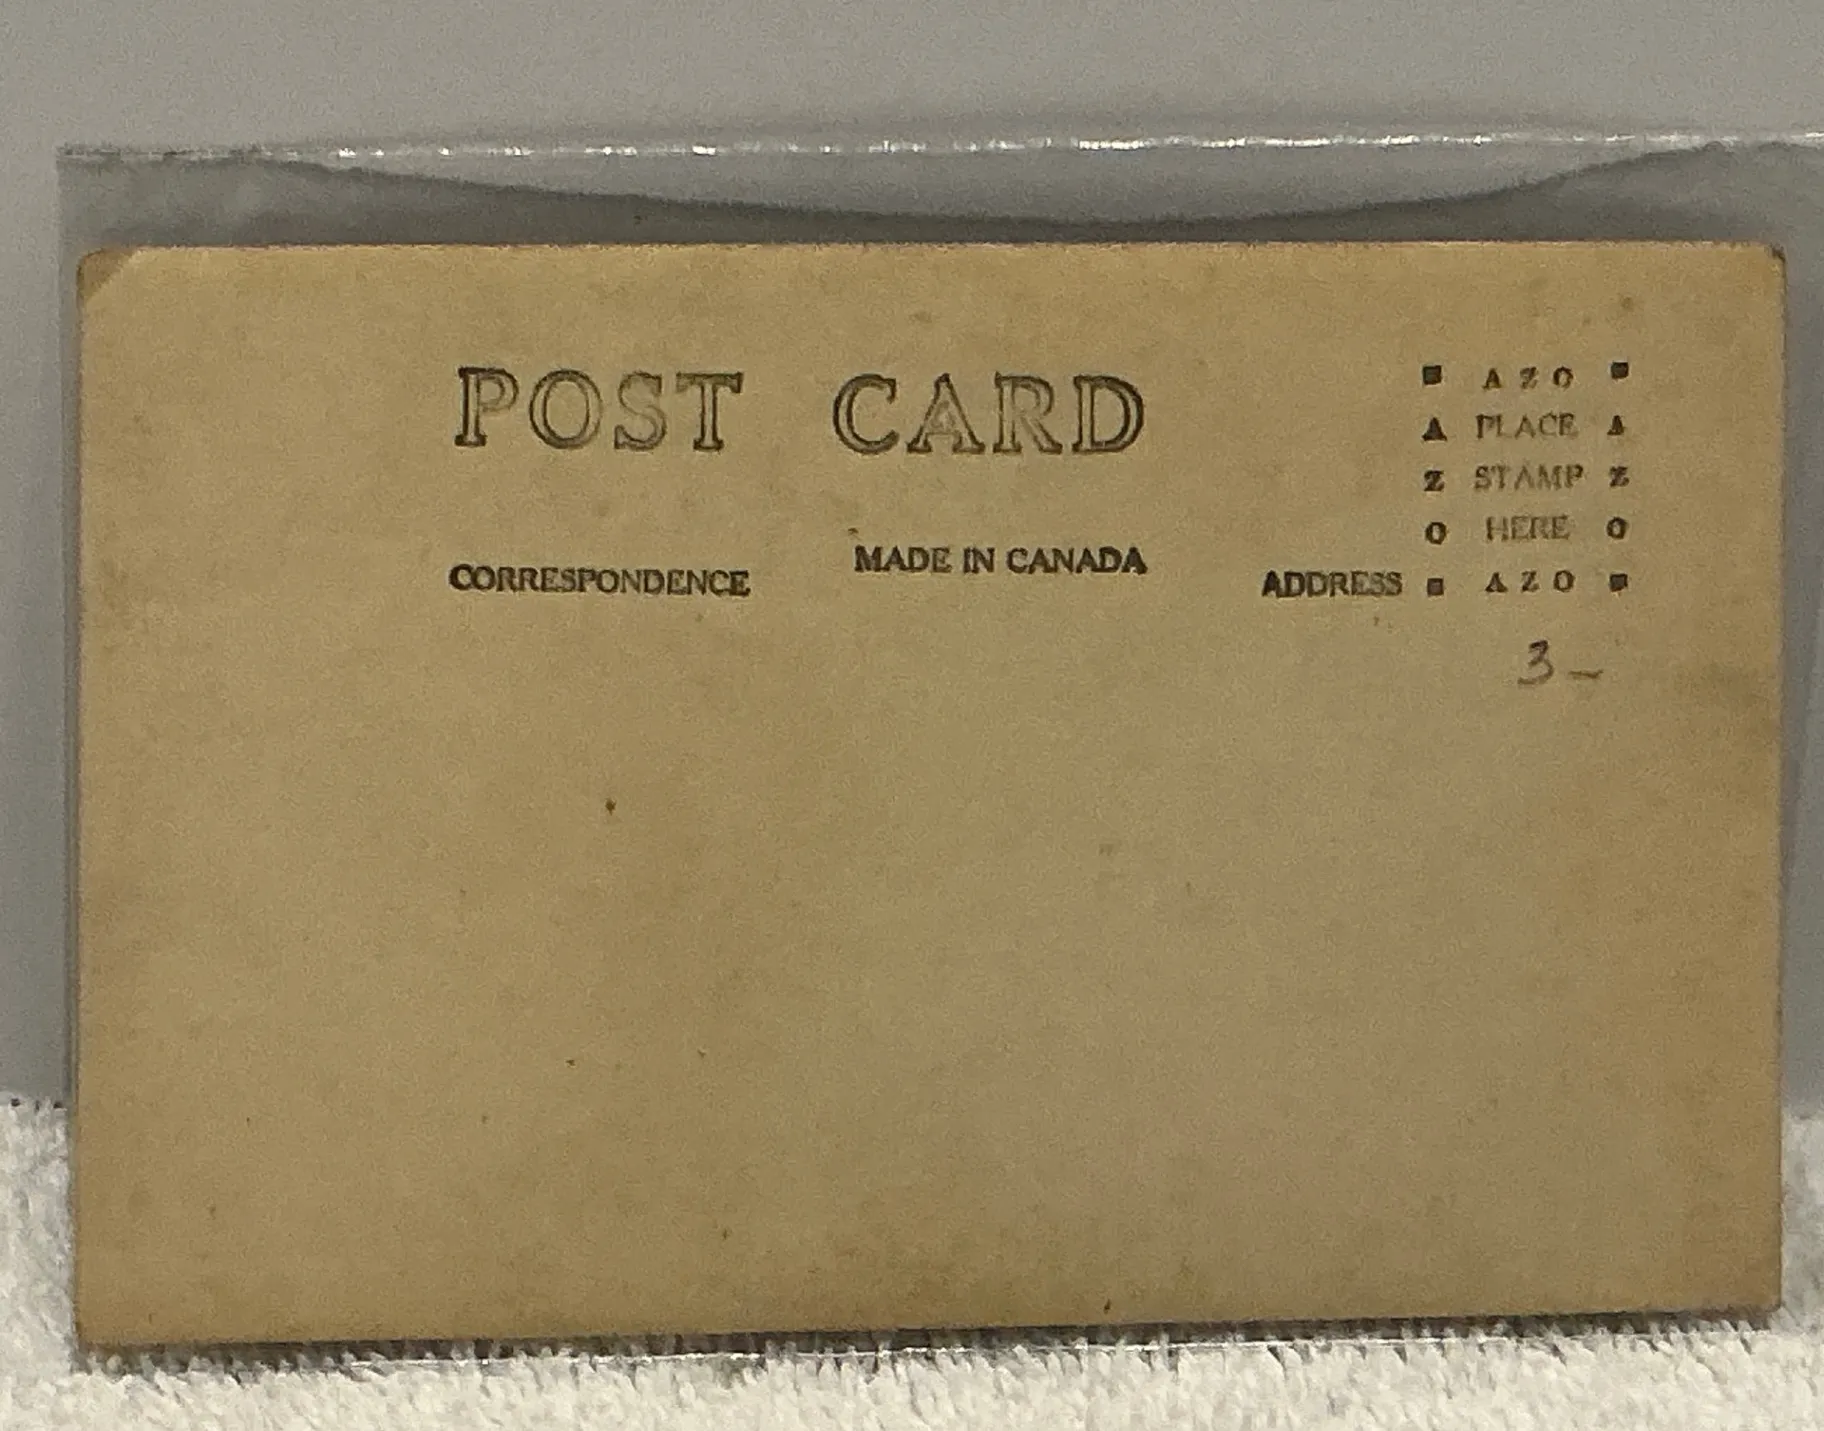 POST CARD
CORRESPONDENCE
MADE IN CANADA
ADDRESS
■ AZO ■
A PLACE A
Z STAMP Z
O HERE O
■ AZO ■
3-